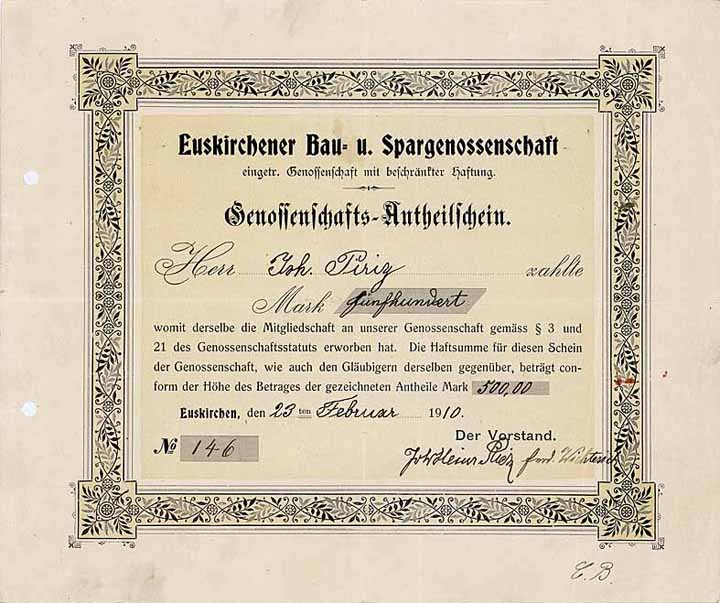 Euskirchener Bau- u. Spargenossenschaft
eingetr. Genossenschaft mit beschränkter Haftung.
Genossenschafts-Antheilschein.
Herr Joh. Pirig zahlte
Mark fünfhundert
womit derselbe die Mitgliedschaft an unserer Genossenschaft gemäss § 3 und
21 des Genossenschaftsstatuts erworben hat. Die Haftsumme für diesen Schein
der Genossenschaft, wie auch den Gläubigern derselben gegenüber, beträgt con-
form der Höhe des Betrages der gezeichneten Antheile Mark 500,00
Euskirchen, den 23 ten Februar 1910.
Der Vorstand.
№ 146
C. B.